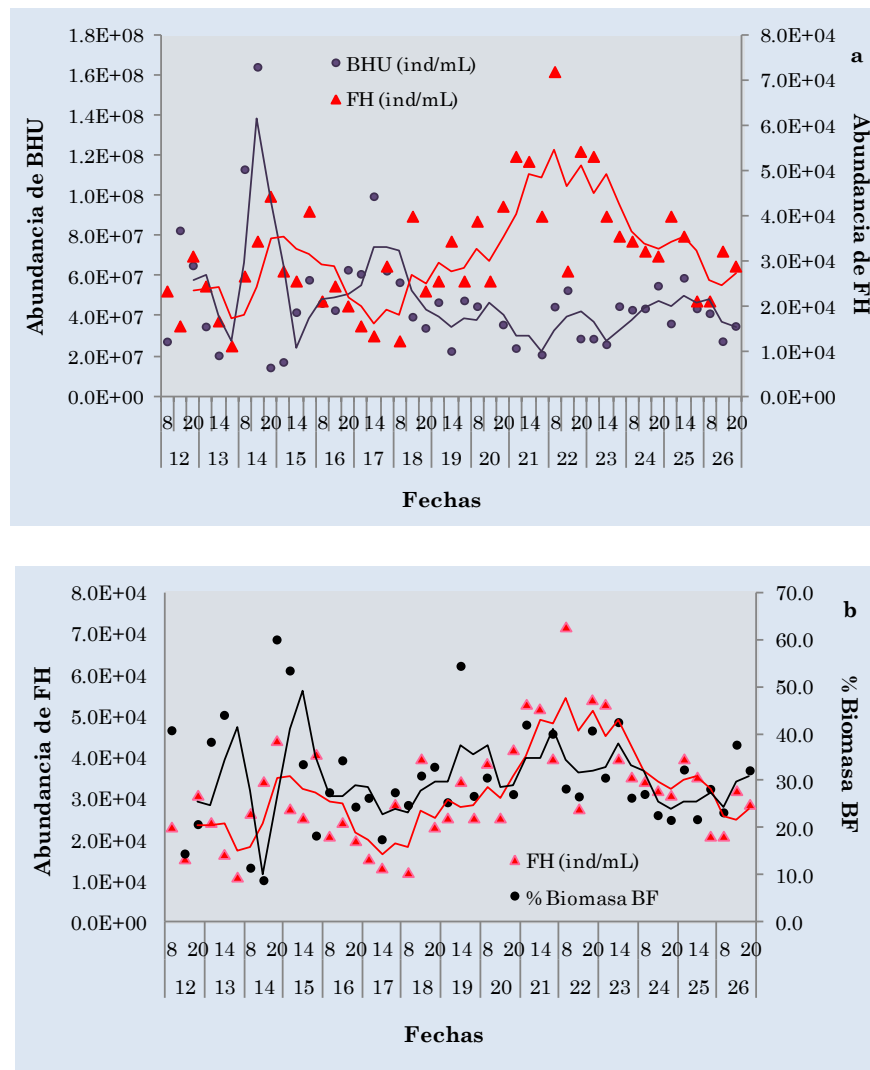 1.8E+08
1.6E+08
1.4E+08
1.2E+08
1.0E+08
8.0E+07
6.0E+07
4.0E+07
2.0E+07
0.0E+00
Abundancia de BHU
BHU (ind/mL)
FH (ind/mL)
8.0E+04
7.0E+04
6.0E+04
5.0E+04
4.0E+04
3.0E+04
2.0E+04
1.0E+04
0.0E+00
a
Abundancia de FH
8 20 14 8 20 14 8 20 14 8 20 14 8 20 14 8 20 14 8 20 14 8 20
12 13 14 15 16 17 18 19 20 21 22 23 24 25 26
Fechas
8.0E+04
7.0E+04
6.0E+04
5.0E+04
4.0E+04
3.0E+04
2.0E+04
1.0E+04
0.0E+00
Abundancia de FH
FH (ind/mL)
% Biomasa BF
70.0
60.0
50.0
40.0
30.0
20.0
10.0
0.0
b
% Biomasa BF
8 20 14 8 20 14 8 20 14 8 20 14 8 20 14 8 20 14 8 20 14 8 20
12 13 14 15 16 17 18 19 20 21 22 23 24 25 26
Fechas